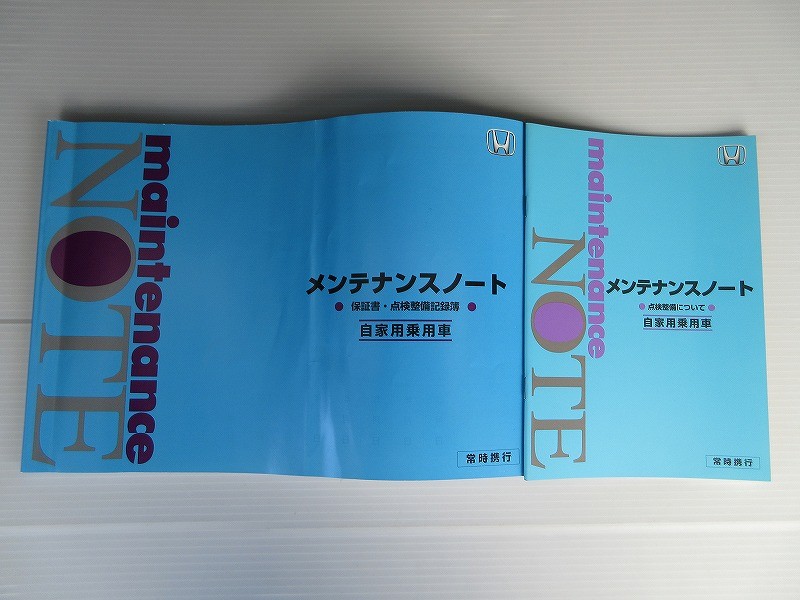 maintenance
NOTE
メンテナンスノート
● 保証書・点検整備記録簿 ●
自家用乗用車
常時携行
maintenance
NOTE
メンテナンスノート
● 点検整備について ●
自家用乗用車
常時携行